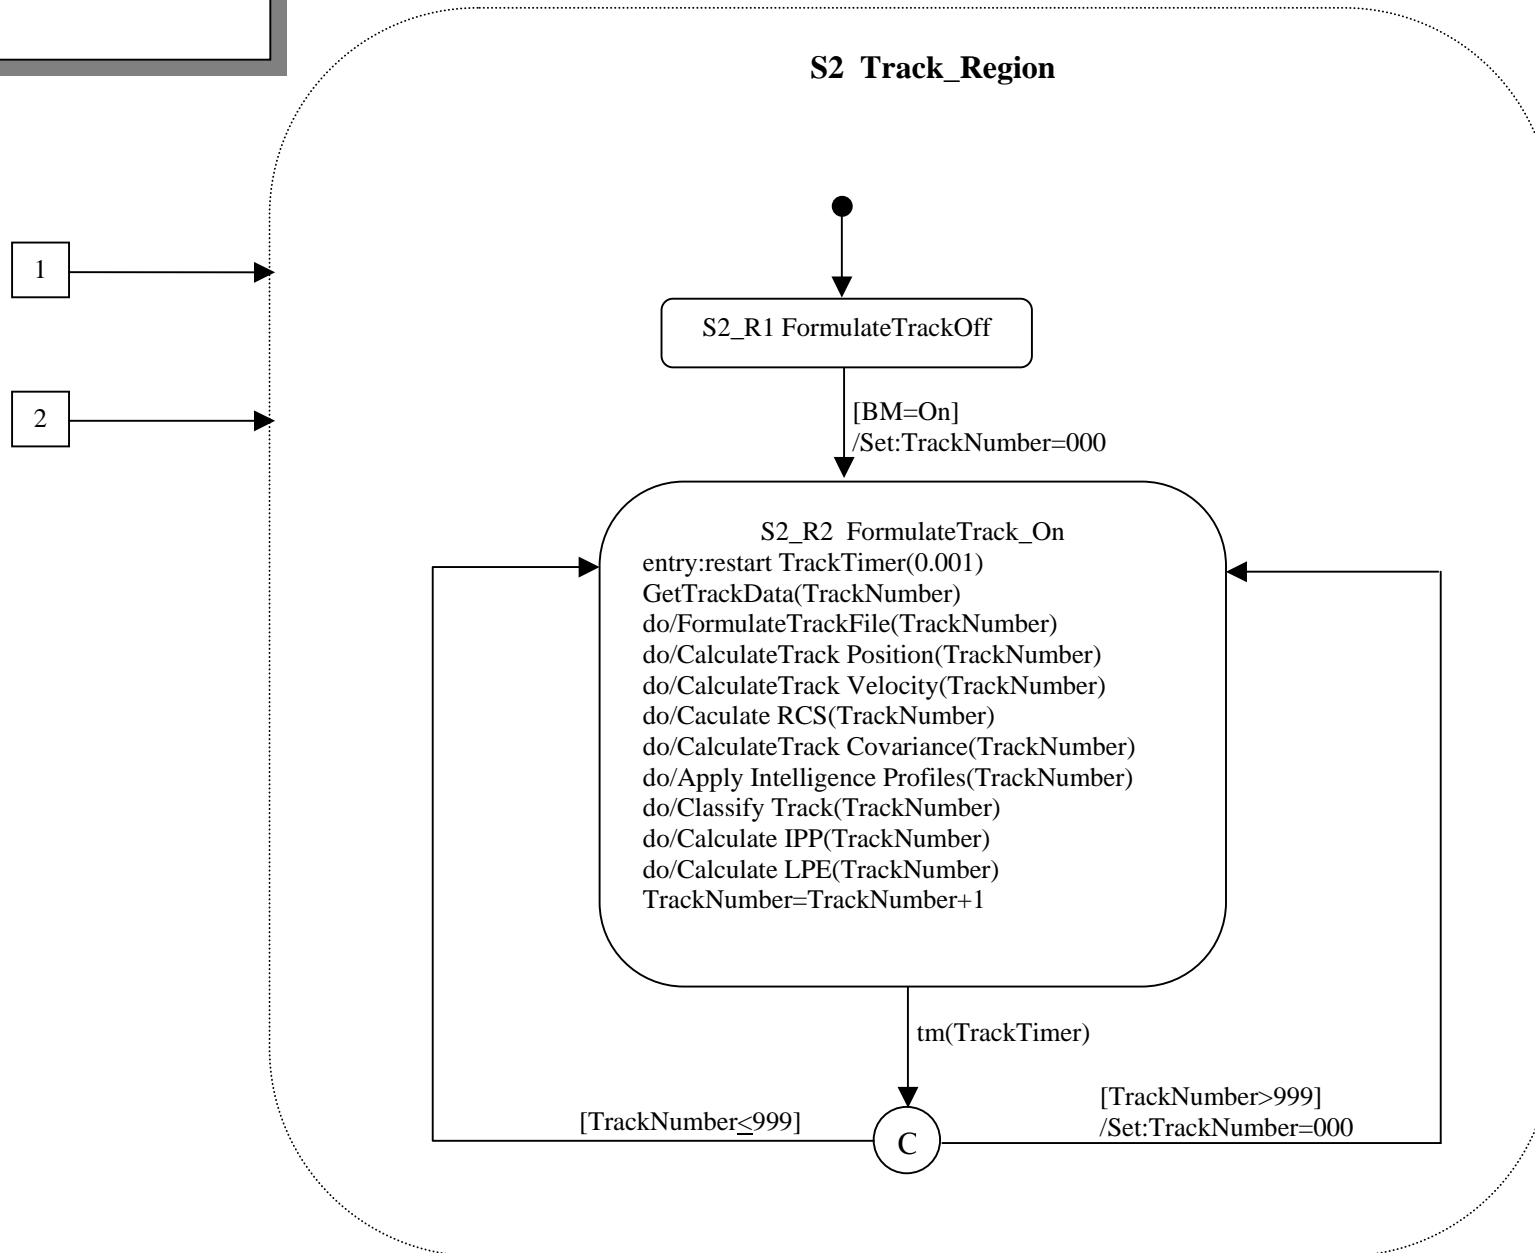 S2 Track_Region
1
S2_R1 FormulateTrackOff
2
[BM=On]
/Set:TrackNumber=000
S2_R2 FormulateTrack_On
entry:restart TrackTimer(0.001)
GetTrackData(TrackNumber)
do/FormulateTrackFile(TrackNumber)
do/CalculateTrack Position(TrackNumber)
do/CalculateTrack Velocity(TrackNumber)
do/Caculate RCS(TrackNumber)
do/CalculateTrack Covariance(TrackNumber)
do/Apply Intelligence Profiles(TrackNumber)
do/Classify Track(TrackNumber)
do/Calculate IPP(TrackNumber)
do/Calculate LPE(TrackNumber)
TrackNumber=TrackNumber+1
tm(TrackTimer)
[TrackNumber<999]
[TrackNumber>999]
/Set:TrackNumber=000
C